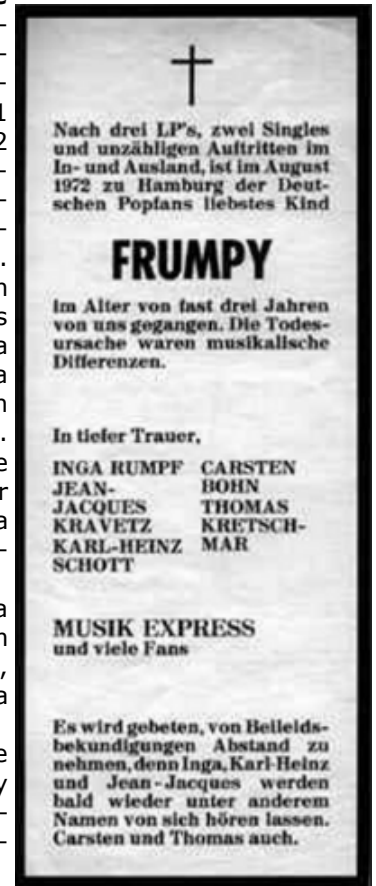 Nach drei LP's, zwei Singles
und unzähligen Auftritten im
In- und Ausland, ist im August
1972 zu Hamburg der Deut-
schen Popfans liebstes Kind
FRUMPY
im Alter von fast drei Jahren
von uns gegangen. Die Todes-
ursache waren musikalische
Differenzen.
In tiefer Trauer,
INGA RUMPF
JEAN-
JACQUES
KRAVETZ
KARL-HEINZ
SCHOTT
CARSTEN
BOHN
THOMAS
KRETSCH-
MAR
MUSIK EXPRESS
und viele Fans
Es wird gebeten, von Beileids-
bekundigungen Abstand zu
nehmen, denn Inga, Karl-Heinz
und Jean-Jacques werden
bald wieder unter anderem
Namen von sich hören lassen.
Carsten und Thomas auch.